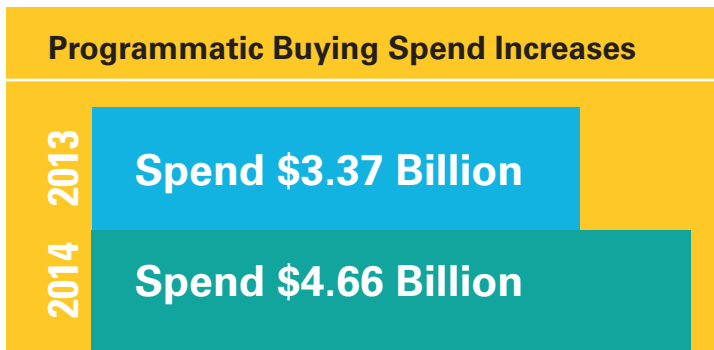 Programmatic Buying Spend Increases
2013
Spend $3.37 Billion
2014
Spend $4.66 Billion